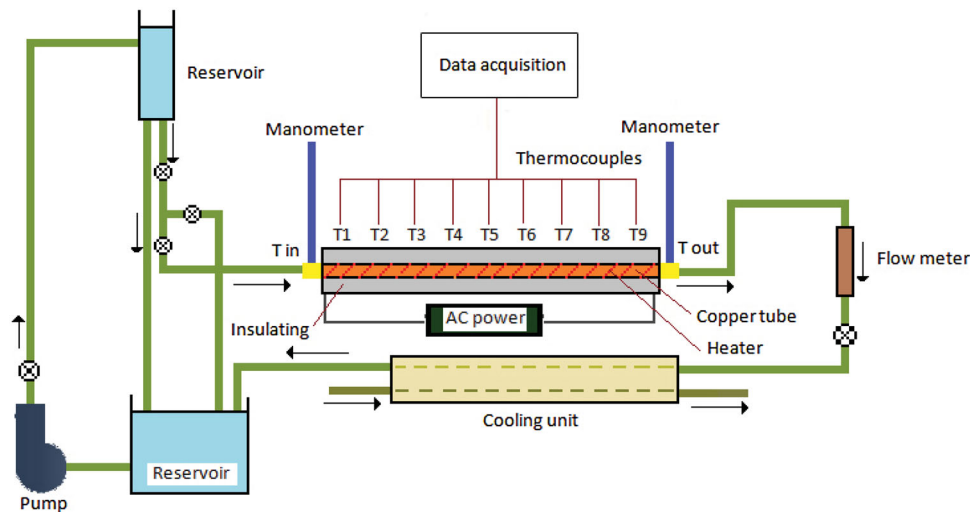 Data acquisition
Reservoir
Manometer
Manometer
Thermocouples
T1 T2 T3 T4 T5 T6 T7 T8 T9
T in
T out
Flow meter
Insulating
AC power
Copper tube
Heater
Cooling unit
Reservoir
Pump